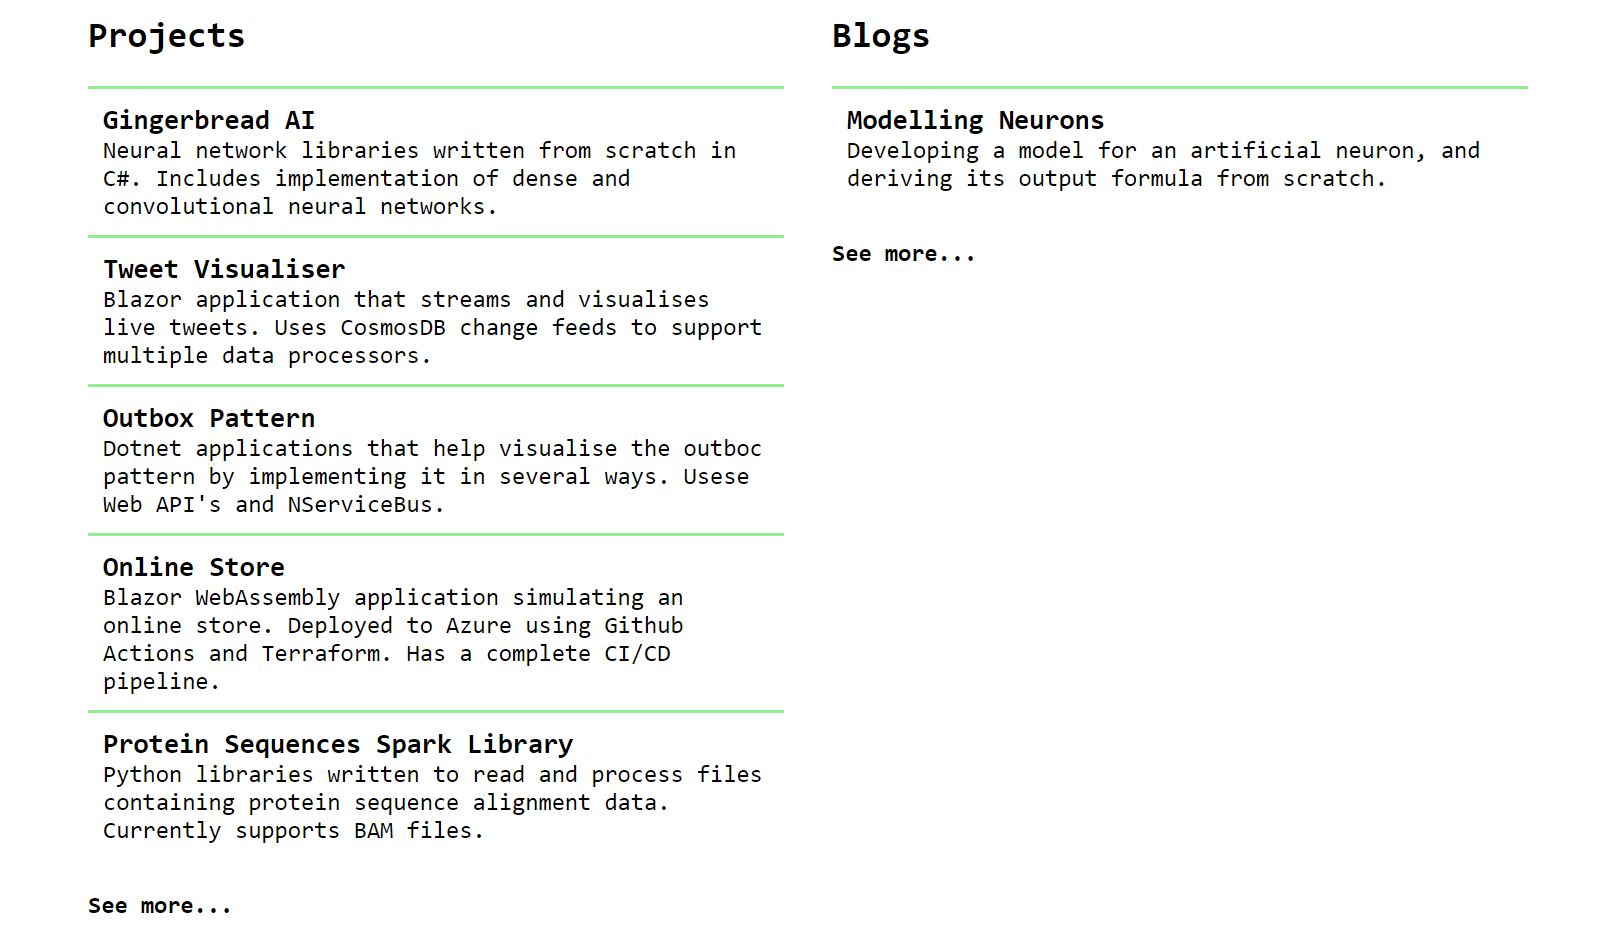 Projects
Gingerbread AI
Neural network libraries written from scratch in
C#. Includes implementation of dense and
convolutional neural networks.
Tweet Visualiser
Blazor application that streams and visualises
live tweets. Uses CosmosDB change feeds to support
multiple data processors.
Outbox Pattern
Dotnet applications that help visualise the outboc
pattern by implementing it in several ways. Usese
Web API's and NServiceBus.
Online Store
Blazor WebAssembly application simulating an
online store. Deployed to Azure using Github
Actions and Terraform. Has a complete CI/CD
pipeline.
Protein Sequences Spark Library
Python libraries written to read and process files
containing protein sequence alignment data.
Currently supports BAM files.
See more...
Blogs
Modelling Neurons
Developing a model for an artificial neuron, and
deriving its output formula from scratch.
See more...